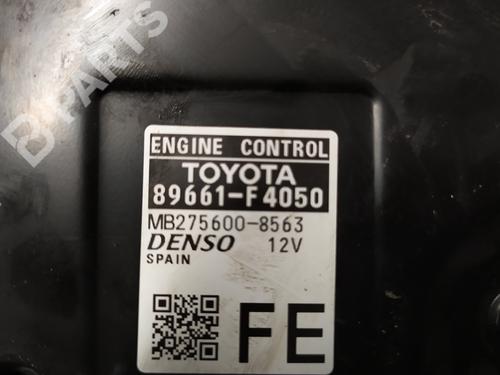 B PARTS
ENGINE CONTROL
TOYOTA
89661-F4050
MB275600-8563
DENSO 12V
SPAIN
FE